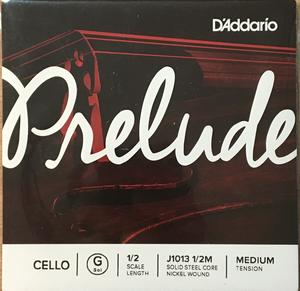 D'Addario
Prelude
CELLO
G
Sol
1/2
SCALE
LENGTH
J1013 1/2M
SOLID STEEL CORE
NICKEL WOUND
MEDIUM
TENSION